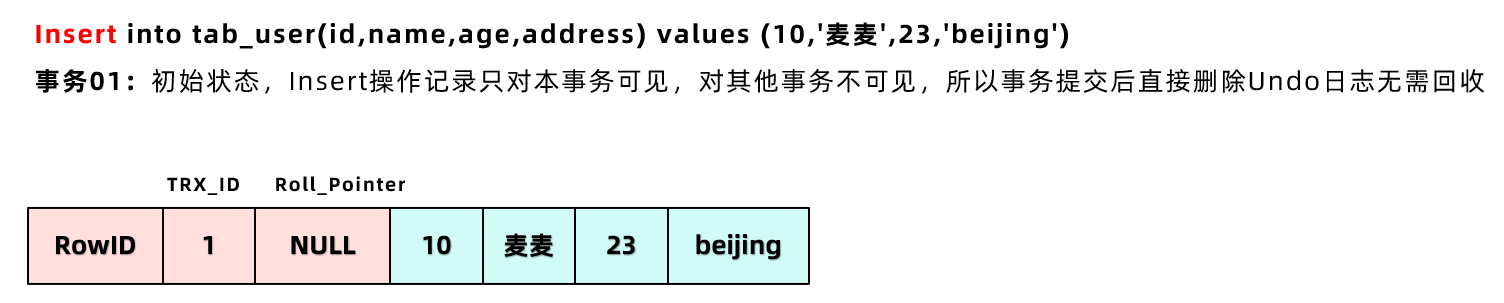 Insert into tab_user(id,name,age,address) values (10,'麦麦',23,'beijing')
事务01：初始状态，Insert操作记录只对本事务可见，对其他事务不可见，所以事务提交后直接删除Undo日志无需回收
TRX_ID Roll_Pointer
RowID 1 NULL 10 麦麦 23 beijing